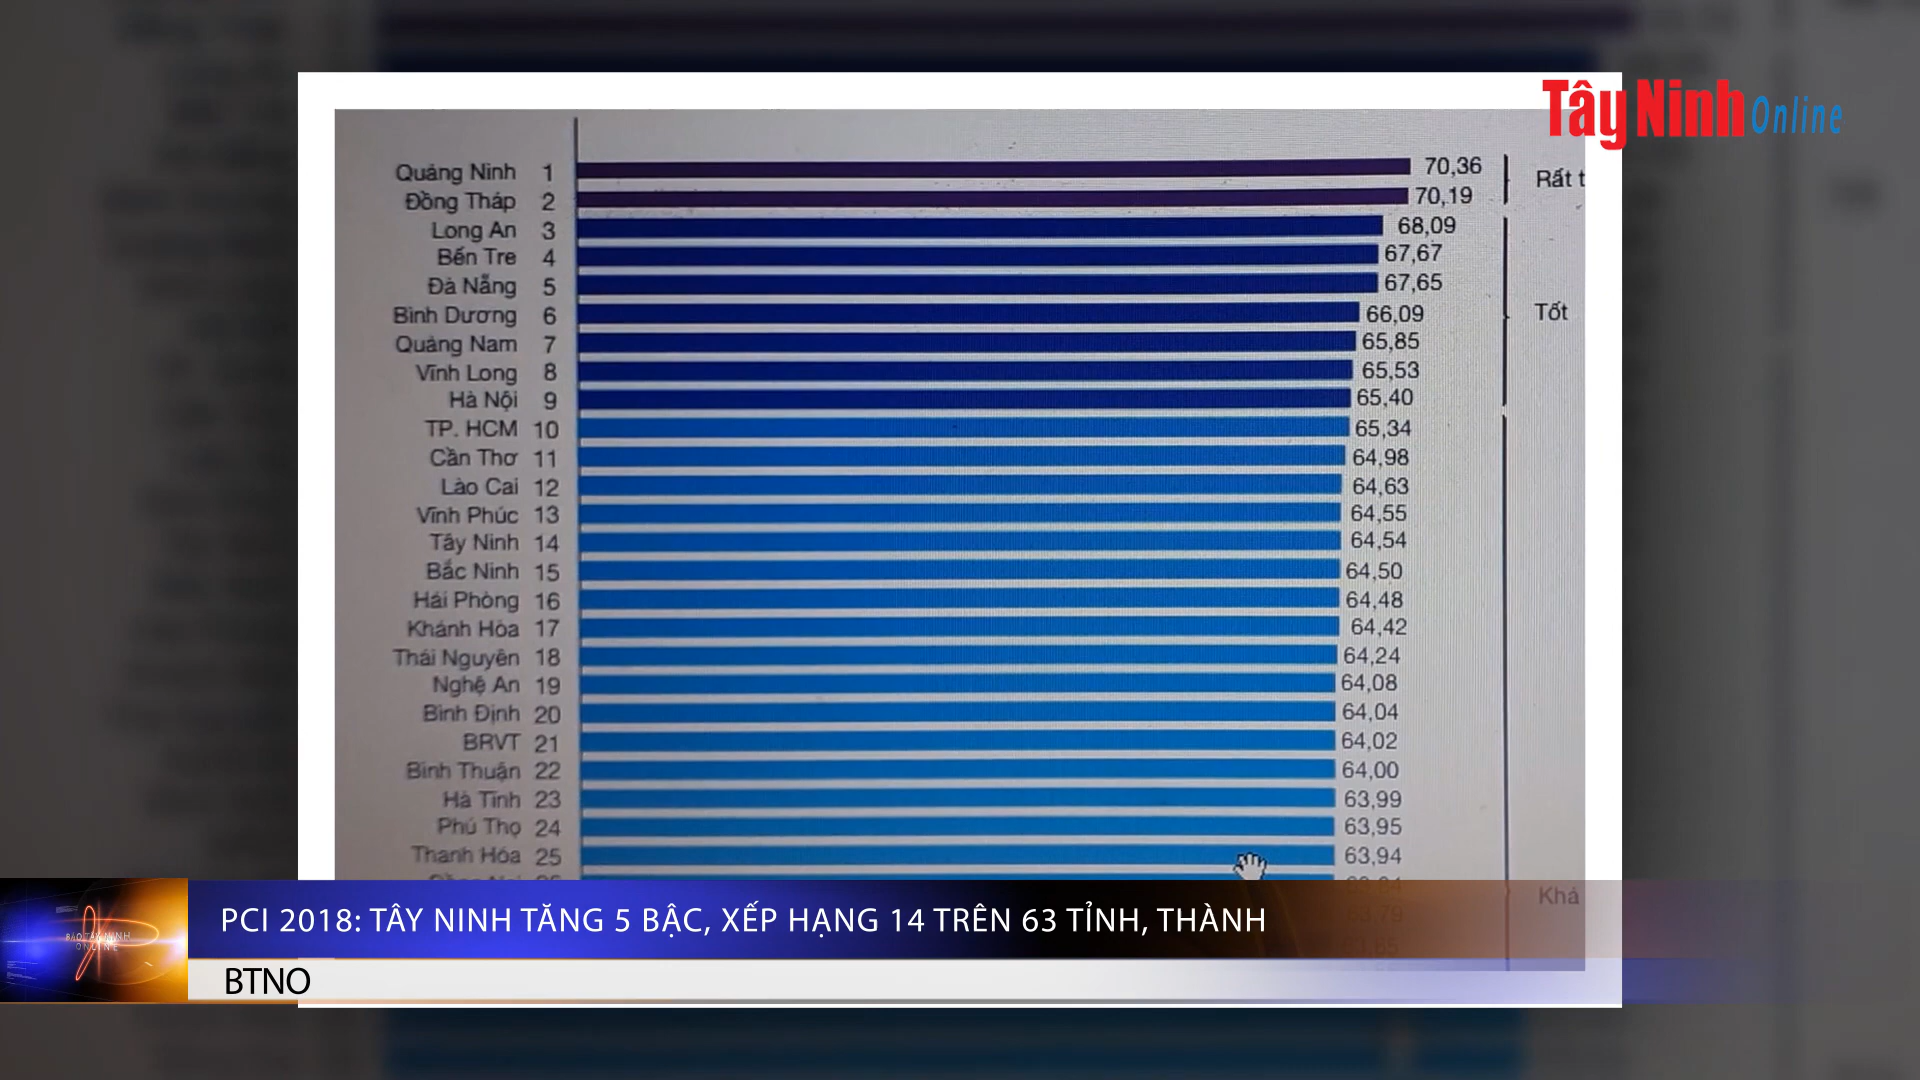 Tây Ninh Online
Quảng Ninh 1 70,36
Rất t
Đồng Tháp 2 70,19
Long An 3 68,09
Bến Tre 4 67,67
Đà Nẵng 5 67,65
Bình Dương 6 66,09
Tốt
Quảng Nam 7 65,85
Vĩnh Long 8 65,53
Hà Nội 9 65,40
TP. HCM 10 65,34
Cần Thơ 11 64,98
Lào Cai 12 64,63
Vĩnh Phúc 13 64,55
Tây Ninh 14 64,54
Bắc Ninh 15 64,50
Hải Phòng 16 64,48
Khánh Hòa 17 64,42
Thái Nguyên 18 64,24
Nghệ An 19 64,08
Bình Định 20 64,04
BRVT 21 64,02
Bình Thuận 22 64,00
Hà Tĩnh 23 63,99
Phú Thọ 24 63,95
Thanh Hóa 25 63,94
Khá
PCI 2018: TÂY NINH TĂNG 5 BẬC, XẾP HẠNG 14 TRÊN 63 TỈNH, THÀNH
BÁO TÂY NINH
ONLINE
BTNO